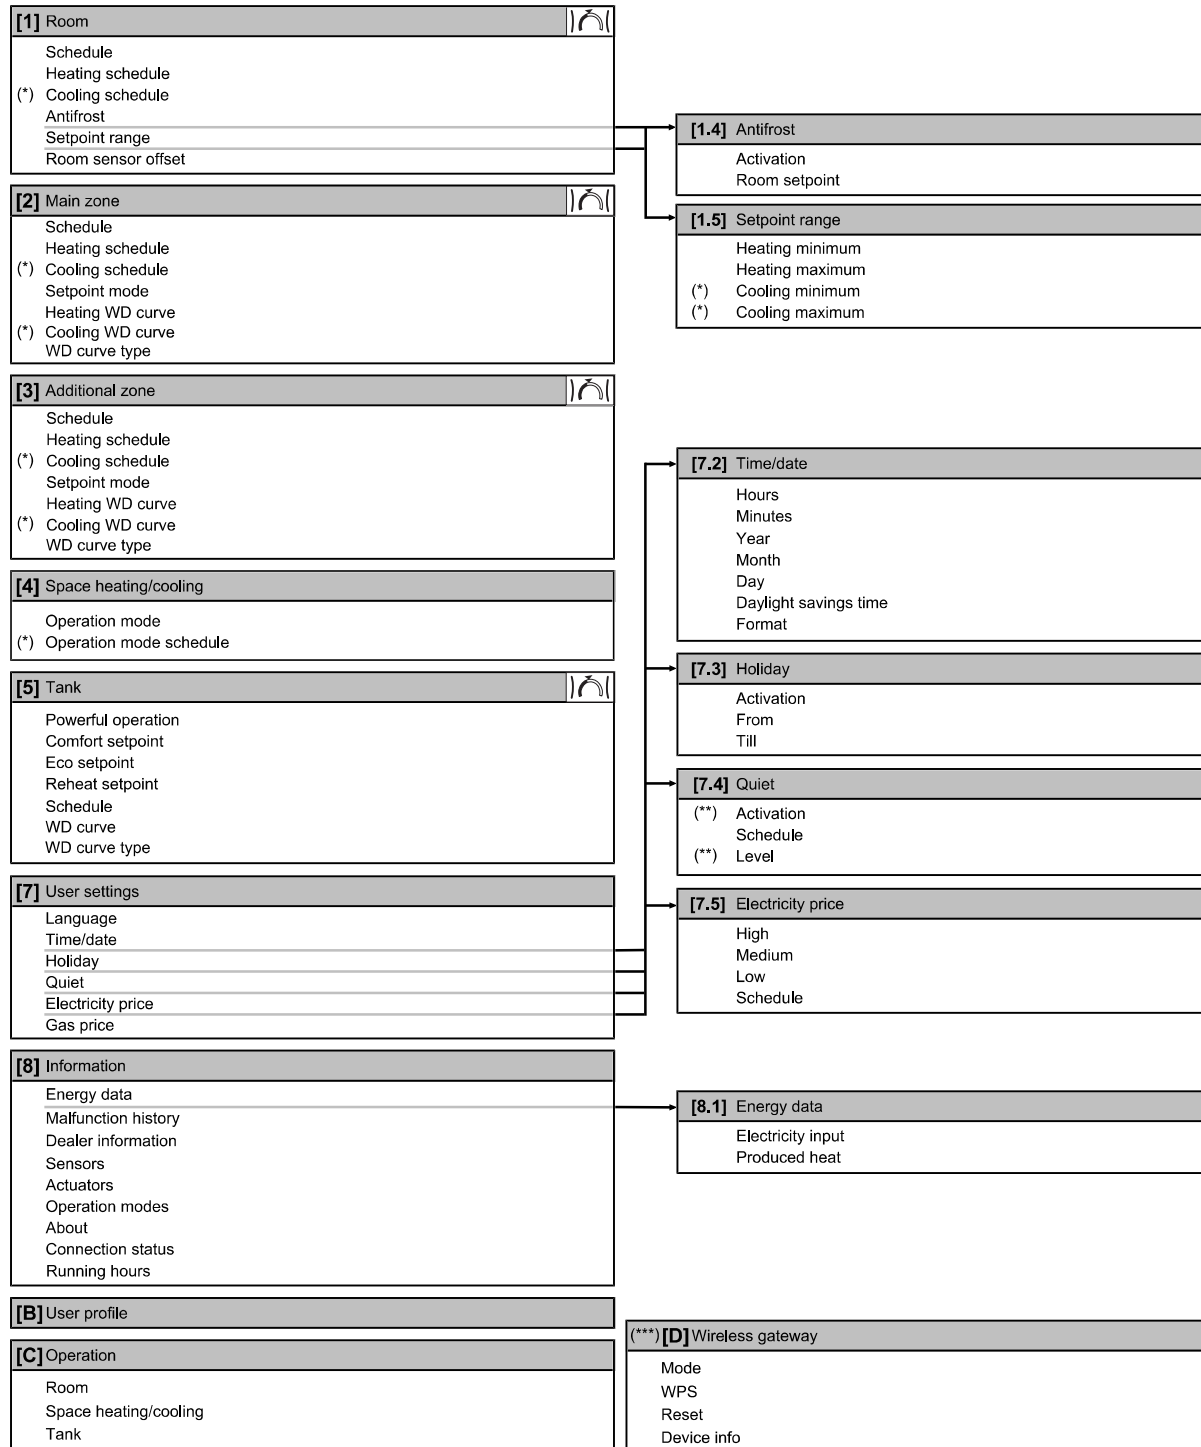 [1] Room
Schedule
Heating schedule
(*) Cooling schedule
Antifrost
Setpoint range
Room sensor offset
[2] Main zone
Schedule
Heating schedule
(*) Cooling schedule
Setpoint mode
Heating WD curve
(*) Cooling WD curve
WD curve type
[3] Additional zone
Schedule
Heating schedule
(*) Cooling schedule
Setpoint mode
Heating WD curve
(*) Cooling WD curve
WD curve type
[4] Space heating/cooling
Operation mode
(*) Operation mode schedule
[5] Tank
Powerful operation
Comfort setpoint
Eco setpoint
Reheat setpoint
Schedule
WD curve
WD curve type
[7] User settings
Language
Time/date
Holiday
Quiet
Electricity price
Gas price
[8] Information
Energy data
Malfunction history
Dealer information
Sensors
Actuators
Operation modes
About
Connection status
Running hours
[B] User profile
[C] Operation
Room
Space heating/cooling
Tank
[1.4] Antifrost
Activation
Room setpoint
[1.5] Setpoint range
Heating minimum
Heating maximum
(*) Cooling minimum
(*) Cooling maximum
[7.2] Time/date
Hours
Minutes
Year
Month
Day
Daylight savings time
Format
[7.3] Holiday
Activation
From
Till
[7.4] Quiet
(**) Activation
Schedule
(**) Level
[7.5] Electricity price
High
Medium
Low
Schedule
[8.1] Energy data
Electricity input
Produced heat
(***) [D] Wireless gateway
Mode
WPS
Reset
Device info